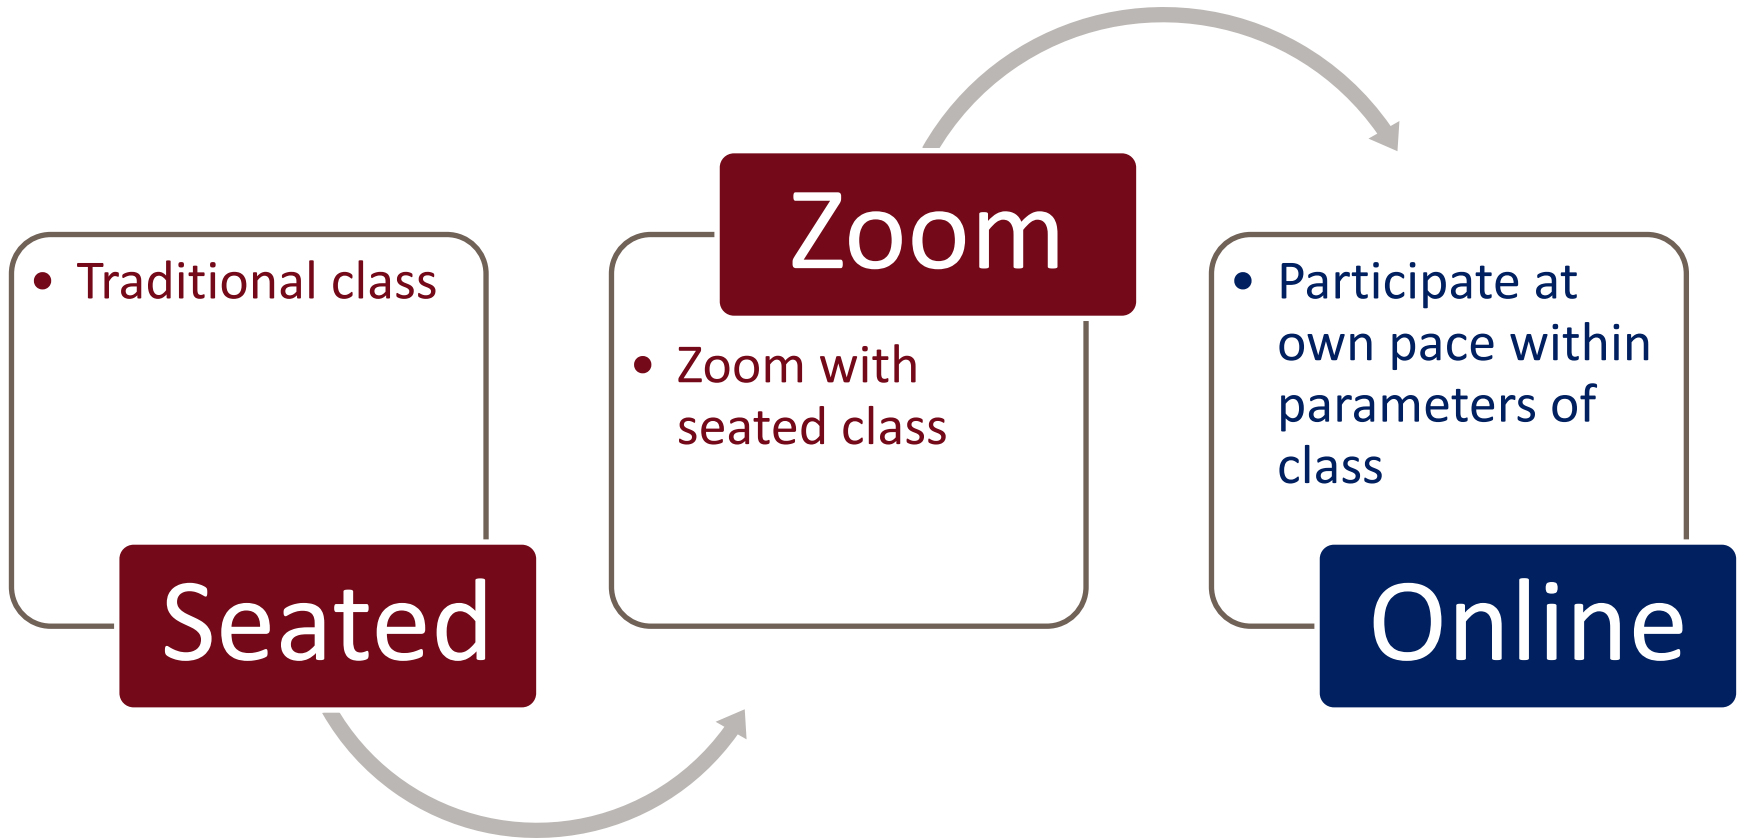 • Traditional class
Seated
Zoom
• Zoom with
seated class
• Participate at
own pace within
parameters of
class
Online